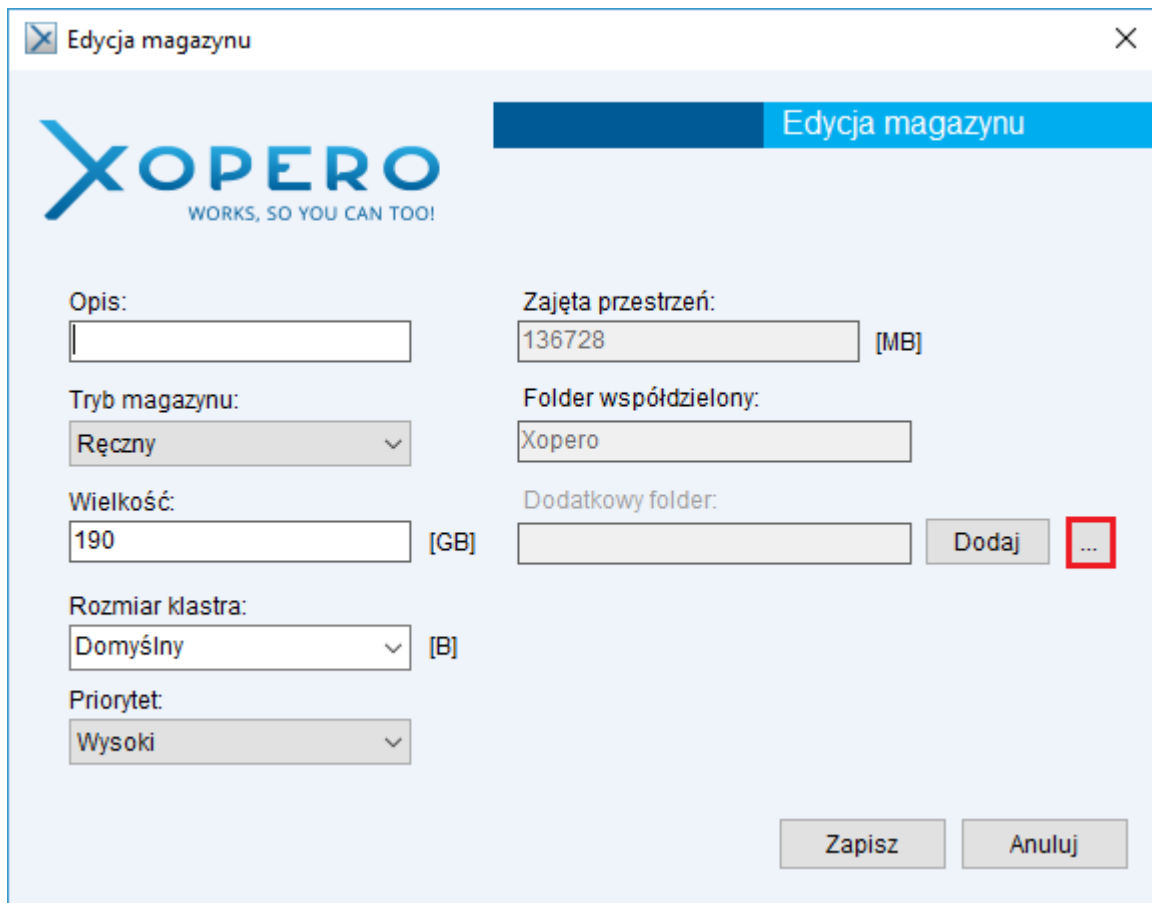 Edycja magazynu
Edycja magazynu
XOPERO
WORKS, SO YOU CAN TOO!
Opis:
Zajęta przestrzeń:
136728 [MB]
Tryb magazynu:
Ręczny
Folder współdzielony:
Xopero
Wielkość:
190 [GB]
Dodatkowy folder:
Dodaj ...
Rozmiar klastra:
Domyślny [B]
Priorytet:
Wysoki
Zapisz Anuluj